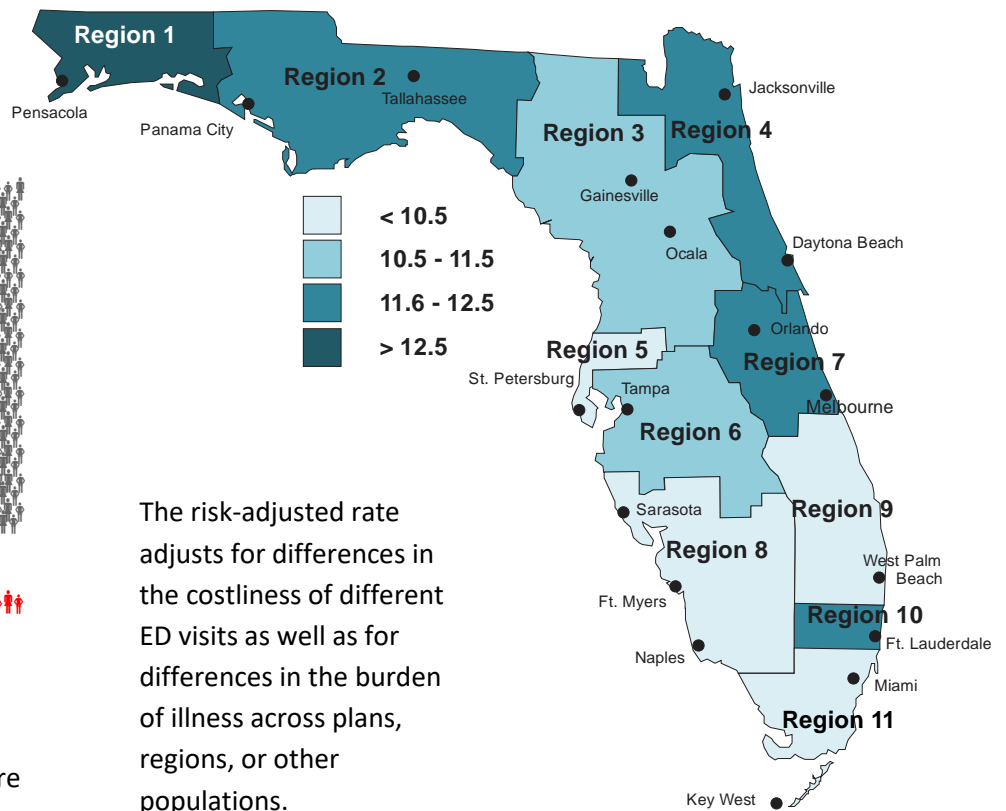 Region 1
Region 2
Tallahassee
Jacksonville
Pensacola
Panama City
Region 3
Region 4
Gainesville
< 10.5
Ocala
Daytona Beach
10.5 - 11.5
11.6 - 12.5
Orlando
> 12.5
Region 5
Region 7
St. Petersburg
Tampa
Melbourne
Region 6
Sarasota
Region 9
Region 8
West Palm
Beach
Ft. Myers
Region 10
Ft. Lauderdale
Naples
Miami
Region 11
Key West
The risk-adjusted rate
adjusts for differences in
the costliness of different
ED visits as well as for
differences in the burden
of illness across plans,
regions, or other
populations.
re